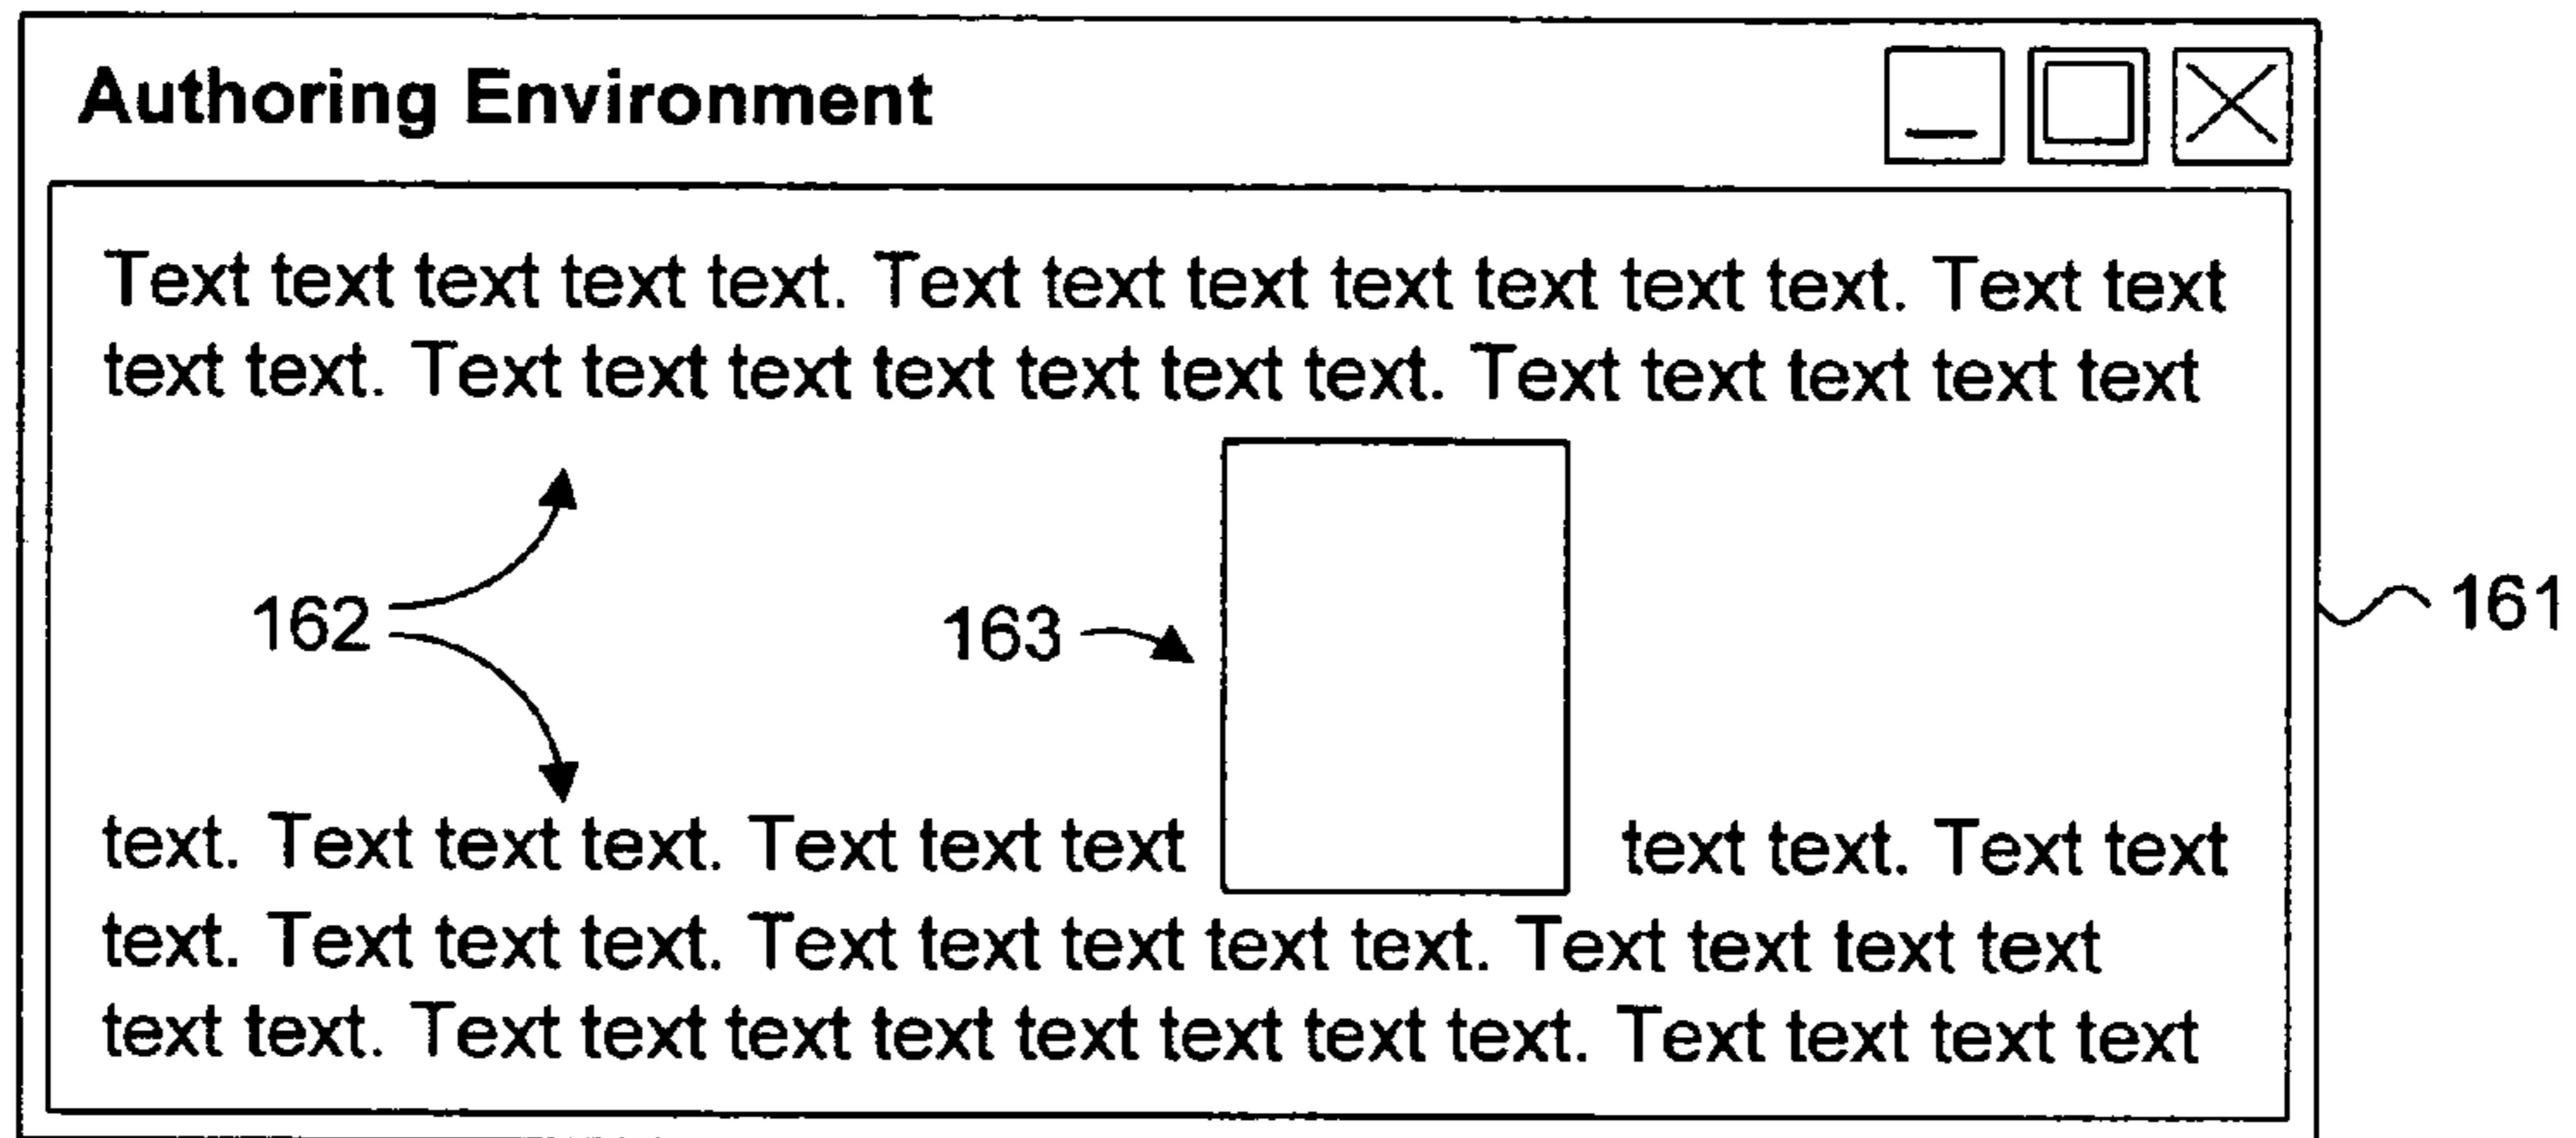 Authoring Environment
Text text text text text. Text text text text text text text. Text text
text text. Text text text text text text text. Text text text text text
162
163
161
text. Text text text. Text text text text text. Text text
text. Text text text. Text text text text text. Text text text text
text text. Text text text text text text text text. Text text text text